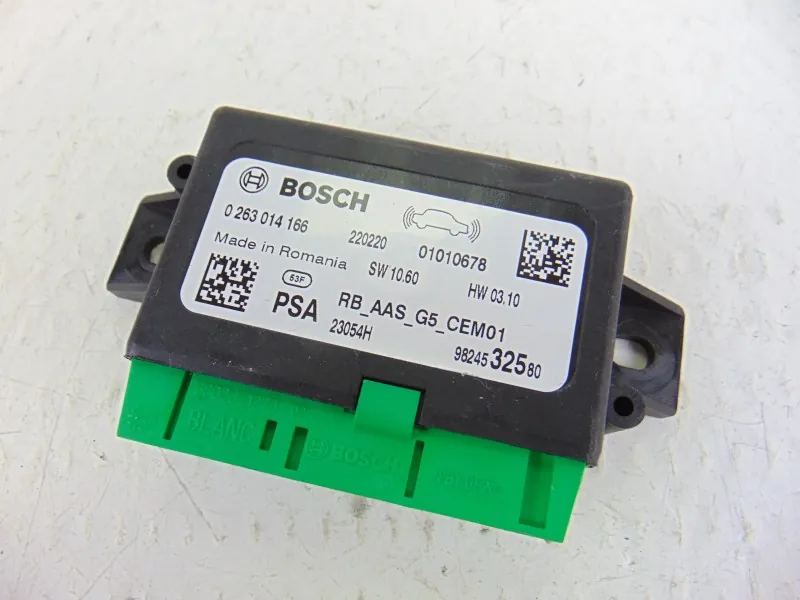 BOSCH
0 263 014 166
220220
01010678
Made in Romania
SW 10.60
HW 03.10
53F
PSA
RB_AAS_G5_CEM01
23054H
98245 325 80
BLANC
BOSCH